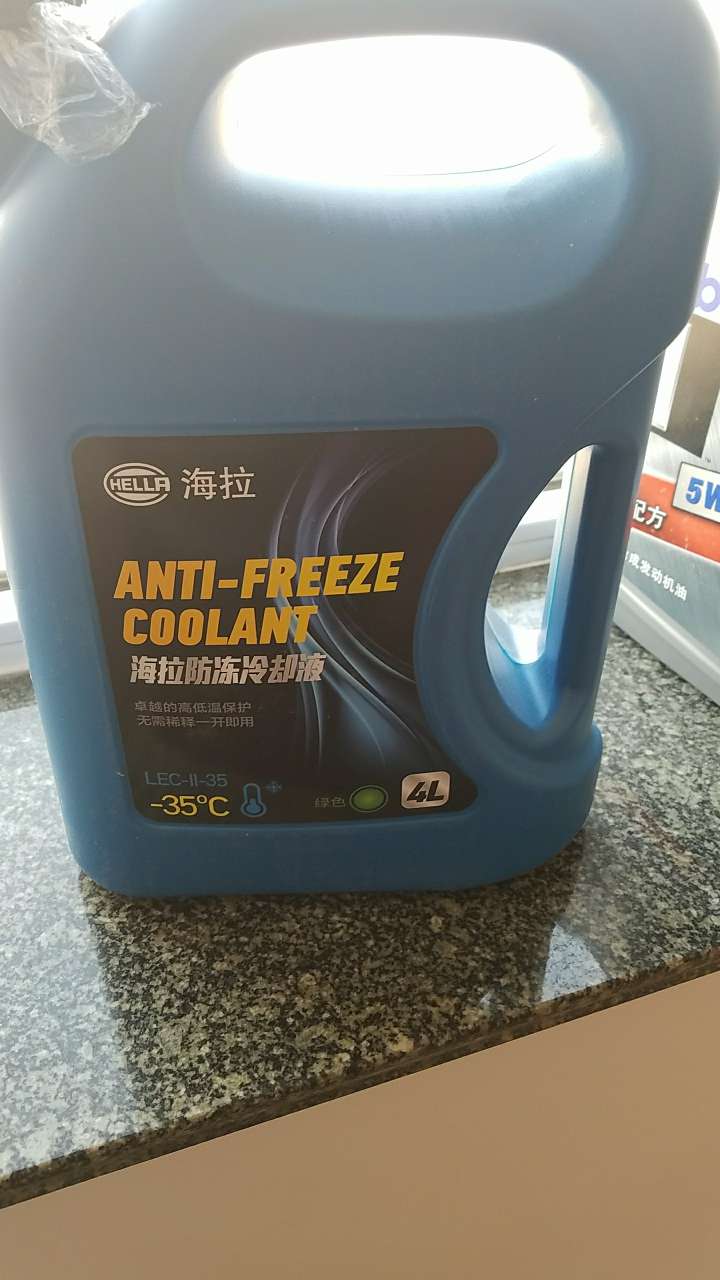 HELLA 海拉
ANTI-FREEZE
COOLANT
海拉防冻冷却液
卓越的高低温保护
无需稀释一开即用
LEC-II-35
-35°C
绿色
4L
b
5W
配方
发动机油